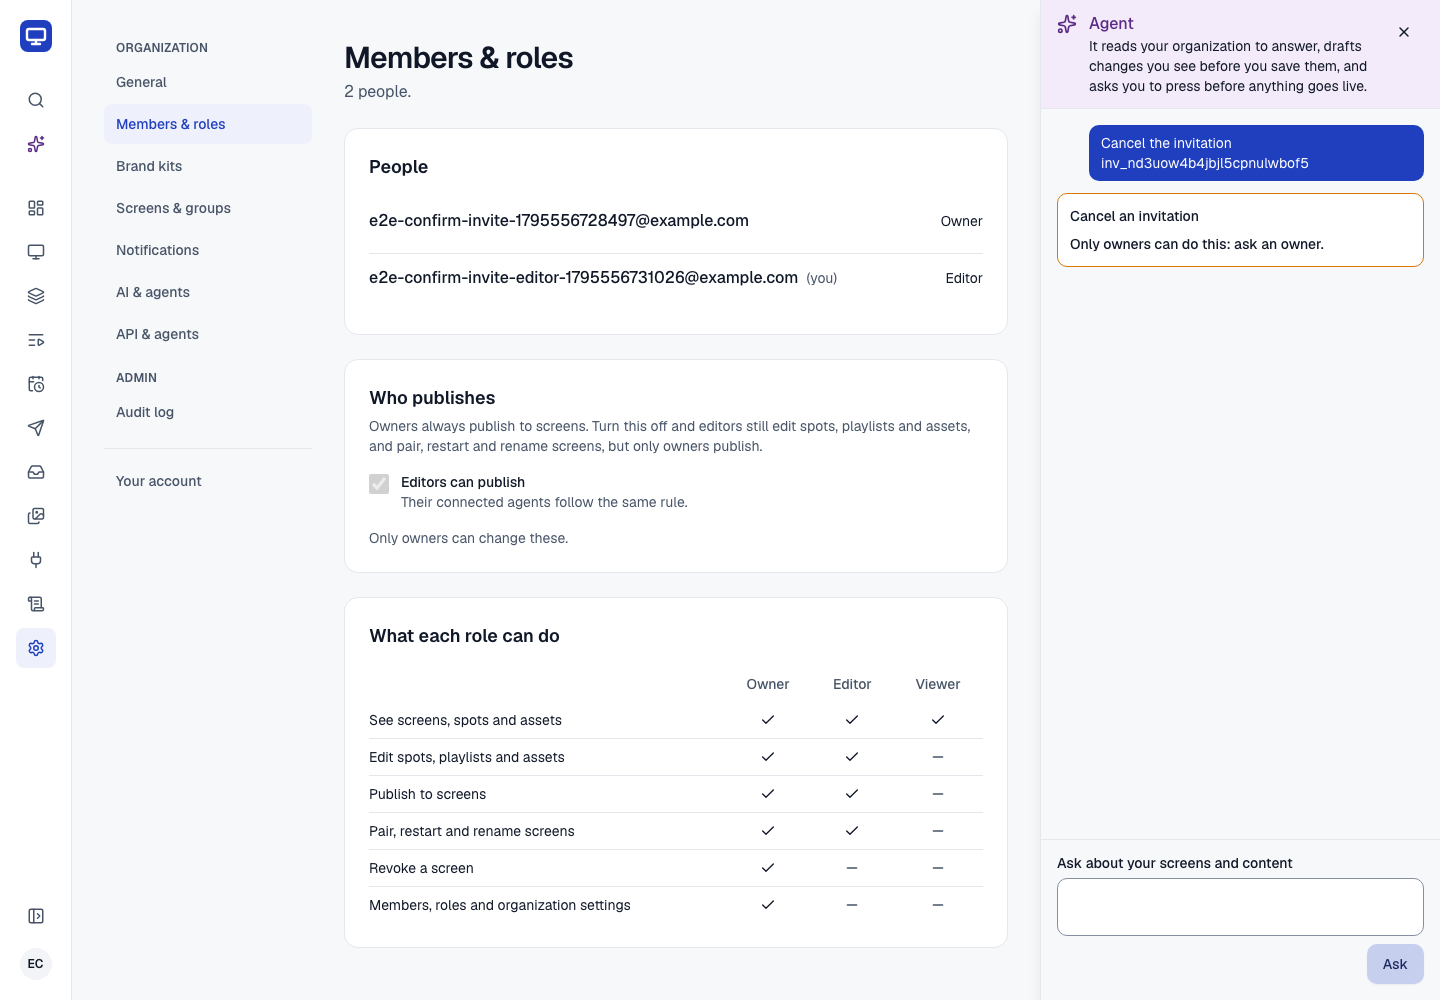 ORGANIZATION
General
Members & roles
Brand kits
Screens & groups
Notifications
AI & agents
API & agents
ADMIN
Audit log
Your account
EC
Members & roles
2 people.
People
e2e-confirm-invite-1795556728497@example.com Owner
e2e-confirm-invite-editor-1795556731026@example.com (you) Editor
Who publishes
Owners always publish to screens. Turn this off and editors still edit spots, playlists and assets,
and pair, restart and rename screens, but only owners publish.
Editors can publish
Their connected agents follow the same rule.
Only owners can change these.
What each role can do
Owner Editor Viewer
See screens, spots and assets
Edit spots, playlists and assets
Publish to screens
Pair, restart and rename screens
Revoke a screen
Members, roles and organization settings
Agent
It reads your organization to answer, drafts
changes you see before you save them, and
asks you to press before anything goes live.
Cancel the invitation
inv_nd3uow4b4jbjl5cpnulwbof5
Cancel an invitation
Only owners can do this: ask an owner.
Ask about your screens and content
Ask